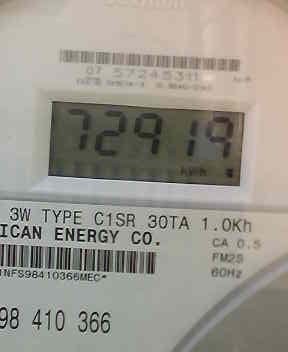 07 57245311
72919
kWh
3W TYPE C1SR 30TA 1.0Kh
ICAN ENERGY CO.
CA 0.5
FM2S
1NFS98410366MEC*
60Hz
98 410 366